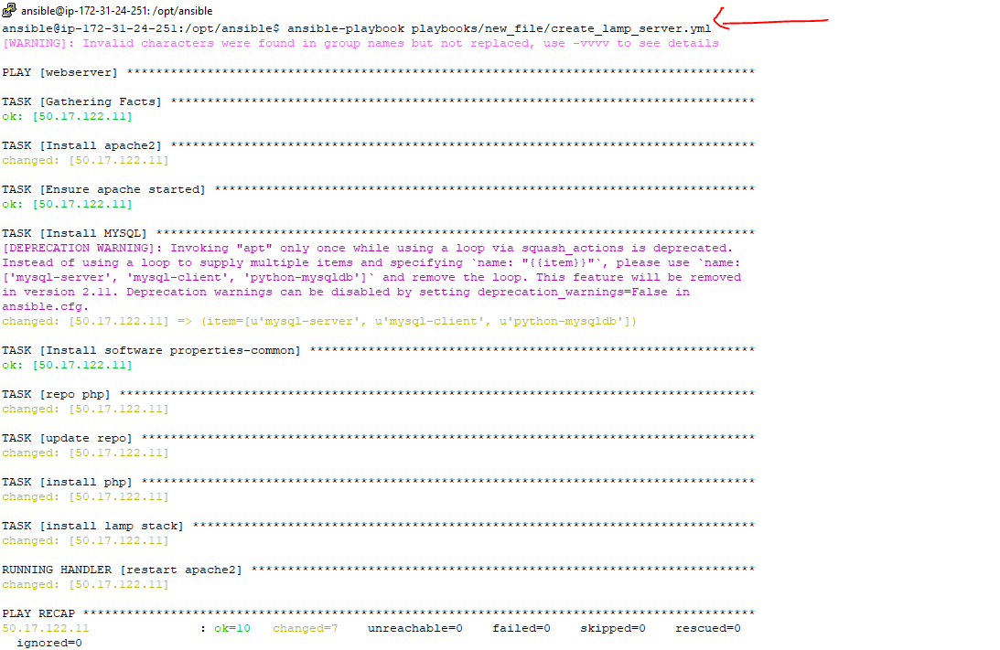 ansible@ip-172-31-24-251: /opt/ansible
ansible@ip-172-31-24-251:/opt/ansible$ ansible-playbook playbooks/new_file/create_lamp_server.yml
[WARNING]: Invalid characters were found in group names but not replaced, use -vvvv to see details
PLAY [webserver] **************************************************************************************
TASK [Gathering Facts] ********************************************************************************
ok: [50.17.122.11]
TASK [Install apache2] ********************************************************************************
changed: [50.17.122.11]
TASK [Ensure apache started] **************************************************************************
ok: [50.17.122.11]
TASK [Install MYSQL] **********************************************************************************
[DEPRECATION WARNING]: Invoking "apt" only once while using a loop via squash_actions is deprecated.
Instead of using a loop to supply multiple items and specifying `name: "{{item}}"`, please use `name:
['mysql-server', 'mysql-client', 'python-mysqldb']` and remove the loop. This feature will be removed
in version 2.11. Deprecation warnings can be disabled by setting deprecation_warnings=False in
ansible.cfg.
changed: [50.17.122.11] => (item=[u'mysql-server', u'mysql-client', u'python-mysqldb'])
TASK [Install software properties-common] *************************************************************
ok: [50.17.122.11]
TASK [repo php] ***************************************************************************************
changed: [50.17.122.11]
TASK [update repo] ************************************************************************************
changed: [50.17.122.11]
TASK [install php] ************************************************************************************
changed: [50.17.122.11]
TASK [install lamp stack] *****************************************************************************
changed: [50.17.122.11]
RUNNING HANDLER [restart apache2] *********************************************************************
changed: [50.17.122.11]
PLAY RECAP ********************************************************************************************
50.17.122.11 : ok=10 changed=7 unreachable=0 failed=0 skipped=0 rescued=0
ignored=0